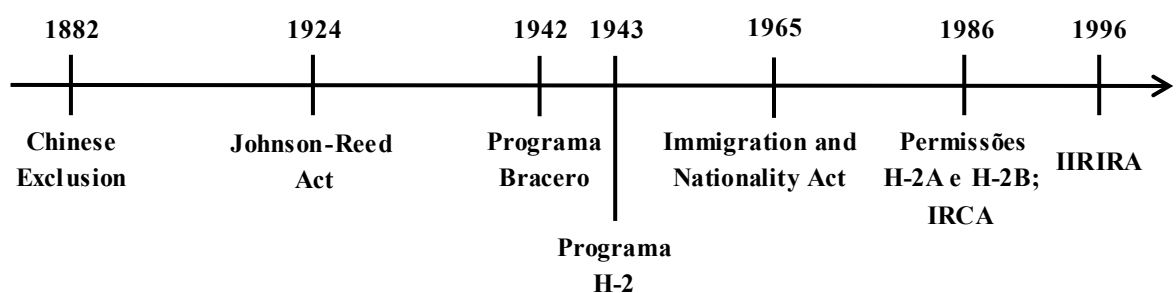 1882
1924
1942
1943
1965
1986
1996
Chinese
Exclusion
Johnson-Reed
Act
Programa
Bracero
Programa
H-2
Immigration and
Nationality Act
Permissões
H-2A e H-2B;
IRCA
IIRIRA